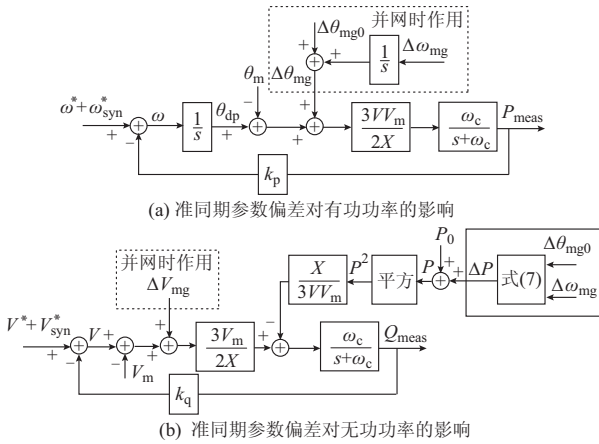 并网时作用
Δθmg0
1/s
Δωmg
θm
Δθmg
ω*+ω*syn
ω
1/s
θdp
3VVm/2X
ωc/s+ωc
Pmeas
kp
(a) 准同期参数偏差对有功功率的影响
并网时作用
ΔVmg
X/3VVm
P²
平方
P
P0
ΔP
式(7)
Δθmg0
Δωmg
V*+V*syn
V
Vm
3Vm/2X
ωc/s+ωc
Qmeas
kq
(b) 准同期参数偏差对无功功率的影响